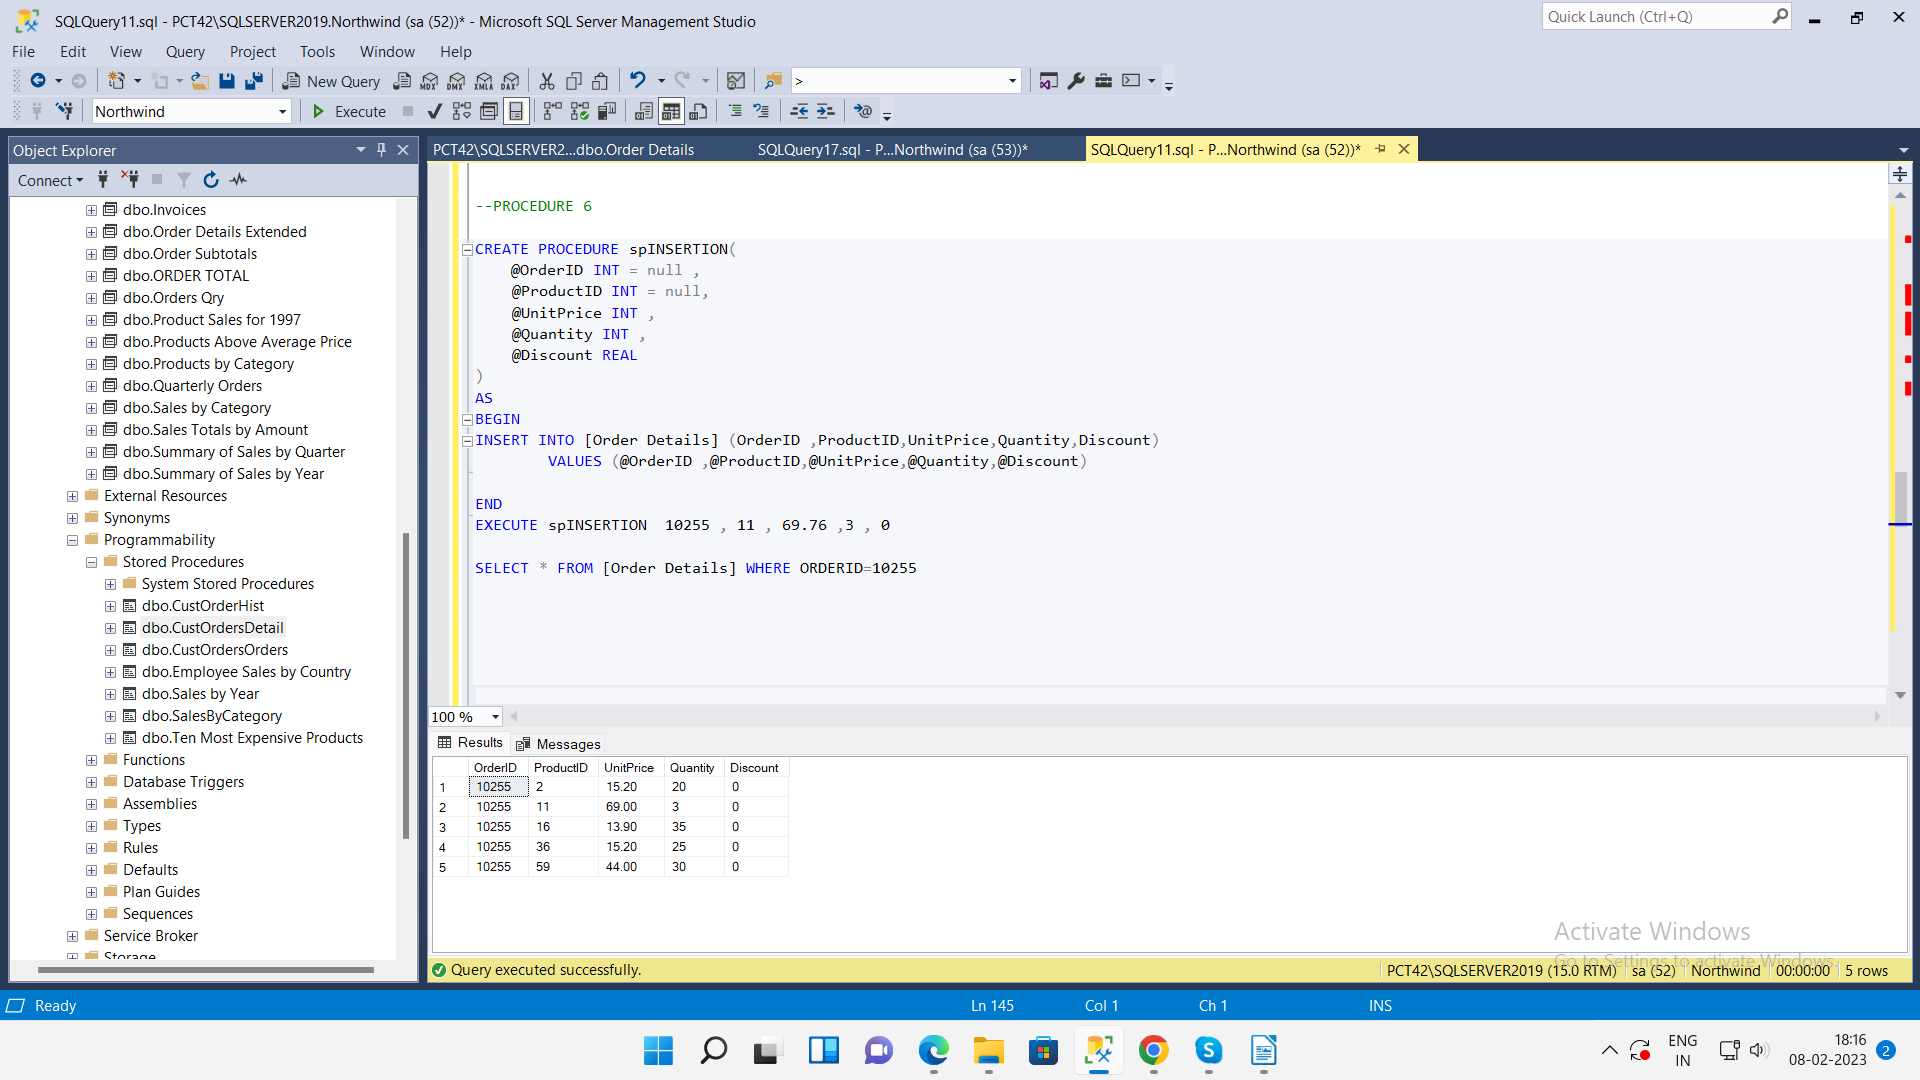 SQLQuery11.sql - PCT42\SQLSERVER2019.Northwind (sa (52))* - Microsoft SQL Server Management Studio
Quick Launch (Ctrl+Q)
File Edit View Query Project Tools Window Help
New Query
MDX DMX XMLA DAX
>
Northwind
Execute
Object Explorer
Connect
dbo.Invoices
dbo.Order Details Extended
dbo.Order Subtotals
dbo.ORDER TOTAL
dbo.Orders Qry
dbo.Product Sales for 1997
dbo.Products Above Average Price
dbo.Products by Category
dbo.Quarterly Orders
dbo.Sales by Category
dbo.Sales Totals by Amount
dbo.Summary of Sales by Quarter
dbo.Summary of Sales by Year
External Resources
Synonyms
Programmability
Stored Procedures
System Stored Procedures
dbo.CustOrderHist
dbo.CustOrdersDetail
dbo.CustOrdersOrders
dbo.Employee Sales by Country
dbo.Sales by Year
dbo.SalesByCategory
dbo.Ten Most Expensive Products
Functions
Database Triggers
Assemblies
Types
Rules
Defaults
Plan Guides
Sequences
Service Broker
Storage
PCT42\SQLSERVER2...dbo.Order Details
SQLQuery17.sql - P...Northwind (sa (53))*
SQLQuery11.sql - P...Northwind (sa (52))*
--PROCEDURE 6
CREATE PROCEDURE spINSERTION(
@OrderID INT = null ,
@ProductID INT = null,
@UnitPrice INT ,
@Quantity INT ,
@Discount REAL
)
AS
BEGIN
INSERT INTO [Order Details] (OrderID ,ProductID,UnitPrice,Quantity,Discount)
VALUES (@OrderID ,@ProductID,@UnitPrice,@Quantity,@Discount)
END
EXECUTE spINSERTION  10255 , 11 , 69.76 ,3 , 0
SELECT * FROM [Order Details] WHERE ORDERID=10255
100 %
Results Messages
OrderID ProductID UnitPrice Quantity Discount
1 10255 2 15.20 20 0
2 10255 11 69.00 3 0
3 10255 16 13.90 35 0
4 10255 36 15.20 25 0
5 10255 59 44.00 30 0
Activate Windows
Go to Settings to activate Windows.
Query executed successfully.
PCT42\SQLSERVER2019 (15.0 RTM) sa (52) Northwind 00:00:00 5 rows
Ready
Ln 145 Col 1 Ch 1 INS
ENG
IN
18:16
08-02-2023
2